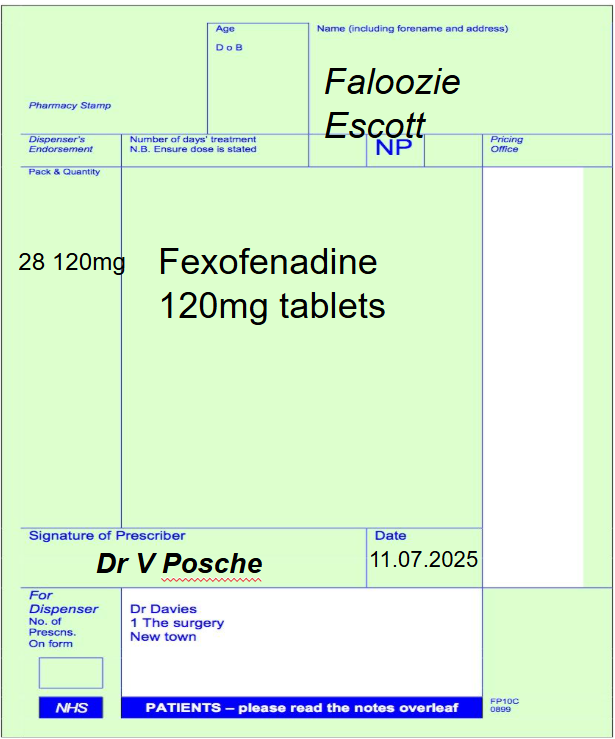 Age
D o B
Name (including forename and address)
Faloozie
Escott
Pharmacy Stamp
Dispenser's
Endorsement
Number of days' treatment
N.B. Ensure dose is stated
NP
Pricing
Office
Pack & Quantity
28 120mg
Fexofenadine
120mg tablets
Signature of Prescriber
Dr V Posche
Date
11.07.2025
For
Dispenser
No. of
Prescns.
On form
Dr Davies
1 The surgery
New town
NHS
PATIENTS – please read the notes overleaf
FP10C
0899